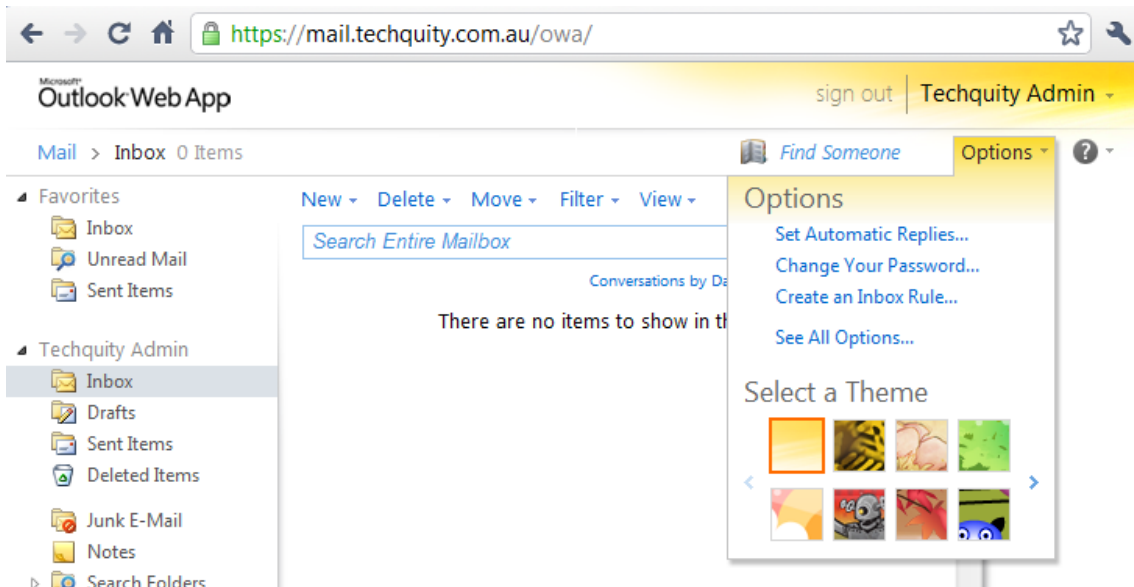 https://mail.techquity.com.au/owa/
Microsoft
Outlook Web App
sign out Techquity Admin
Mail > Inbox 0 Items
Find Someone Options ?
Favorites
Inbox
Unread Mail
Sent Items
Techquity Admin
Inbox
Drafts
Sent Items
Deleted Items
Junk E-Mail
Notes
Search Folders
New Delete Move Filter View
Search Entire Mailbox
Conversations by
There are no items to show in
Options
Set Automatic Replies...
Change Your Password...
Create an Inbox Rule...
See All Options...
Select a Theme